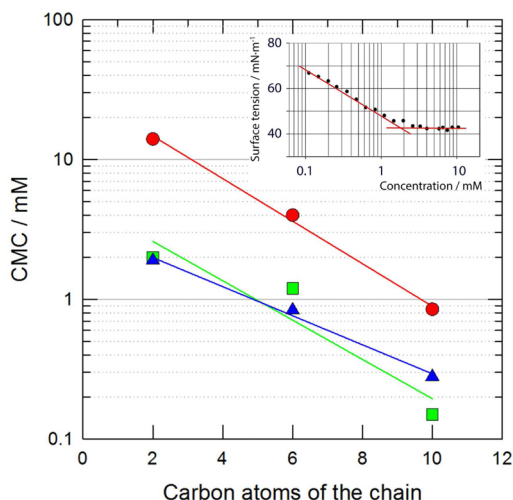 100
10
1
0.1
CMC / mM
0 2 4 6 8 10 12
Carbon atoms of the chain
80
60
40
Surface tension / mN·m⁻¹
0.1 1 10
Concentration / mM